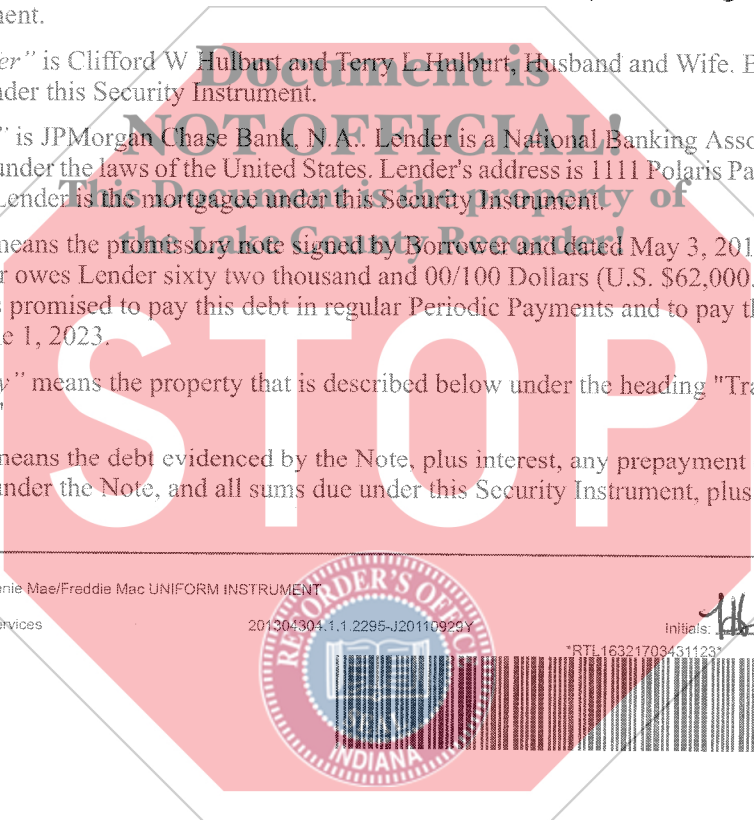 nent.
er” is Clifford W Hulburt and Terry L Hulburt, Husband and Wife. B
nder this Security Instrument.
” is JPMorgan Chase Bank, N.A.. Lender is a National Banking Asso
under the laws of the United States. Lender's address is 1111 Polaris Pa
Lender is the mortgagee under this Security Instrument.
neans the promissory note signed by Borrower and dated May 3, 201
r owes Lender sixty two thousand and 00/100 Dollars (U.S. $62,000.
s promised to pay this debt in regular Periodic Payments and to pay th
e 1, 2023.
y” means the property that is described below under the heading "Tra
"
neans the debt evidenced by the Note, plus interest, any prepayment
under the Note, and all sums due under this Security Instrument, plus
Document is
NOT OFFICIAL!
This Document is the property of
the Lake County Recorder!
STOP
nie Mae/Freddie Mac UNIFORM INSTRUMENT
ervices
201304304.1.1.2295-J20110929Y
Initials:
*RTL16321703431123*
RECORDER'S OFFICE
SEAL
INDIANA